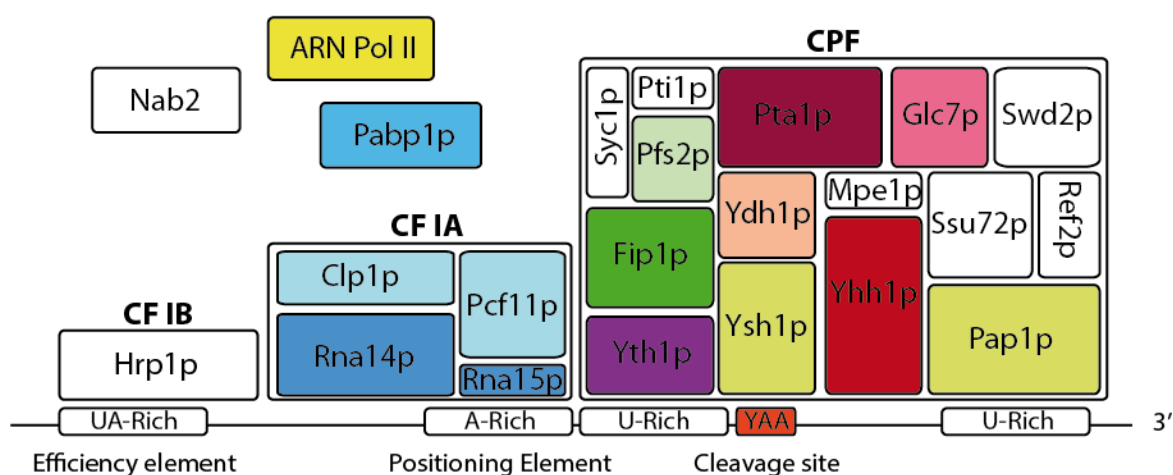 ARN Pol II
CPF
Nab2
Pabp1p
Syc1p
Pti1p
Pta1p
Glc7p
Swd2p
Pfs2p
Ydh1p
Mpe1p
Ssu72p
Ref2p
CF IA
Clp1p
Pcf11p
Fip1p
Yhh1p
CF IB
Hrp1p
Rna14p
Rna15p
Yth1p
Ysh1p
Pap1p
UA-Rich
A-Rich
U-Rich
YAA
U-Rich
3'
Efficiency element
Positioning Element
Cleavage site